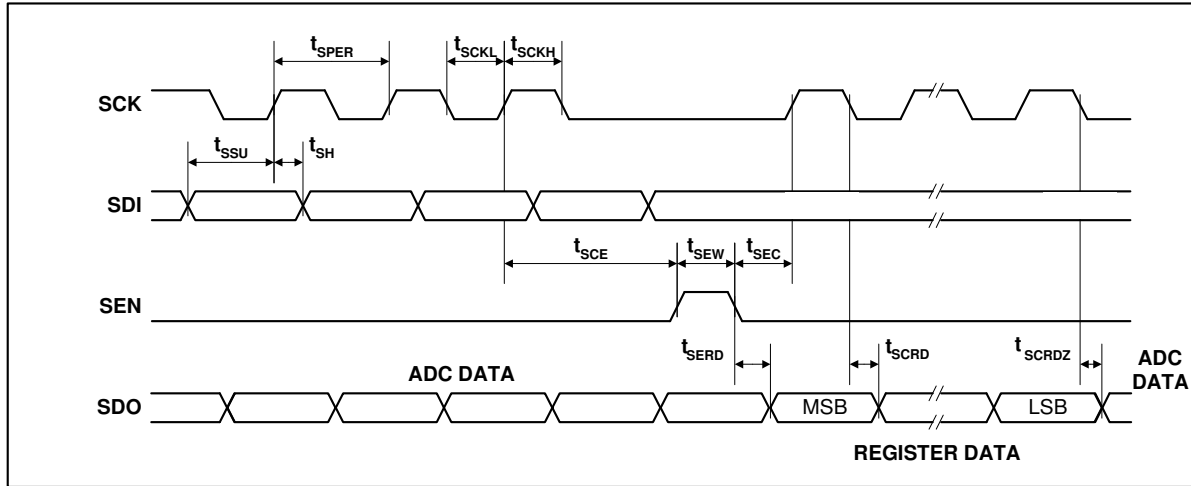 tSPER
tSCKL
tSCKH
SCK
tSSU
tSH
SDI
tSCE
tSEW
tSEC
SEN
tSERD
tSCRD
tSCRDZ
ADC DATA
ADC DATA
SDO
MSB
LSB
REGISTER DATA